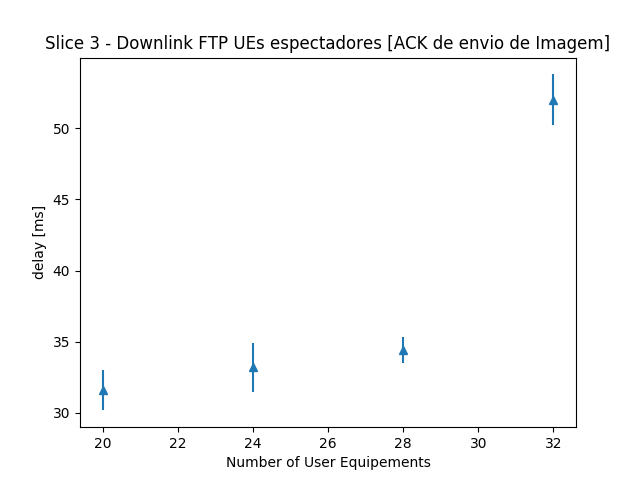 Slice 3 - Downlink FTP UEs espectadores [ACK de envio de Imagem]
50
45
40
35
30
delay [ms]
20 22 24 26 28 30 32
Number of User Equipements